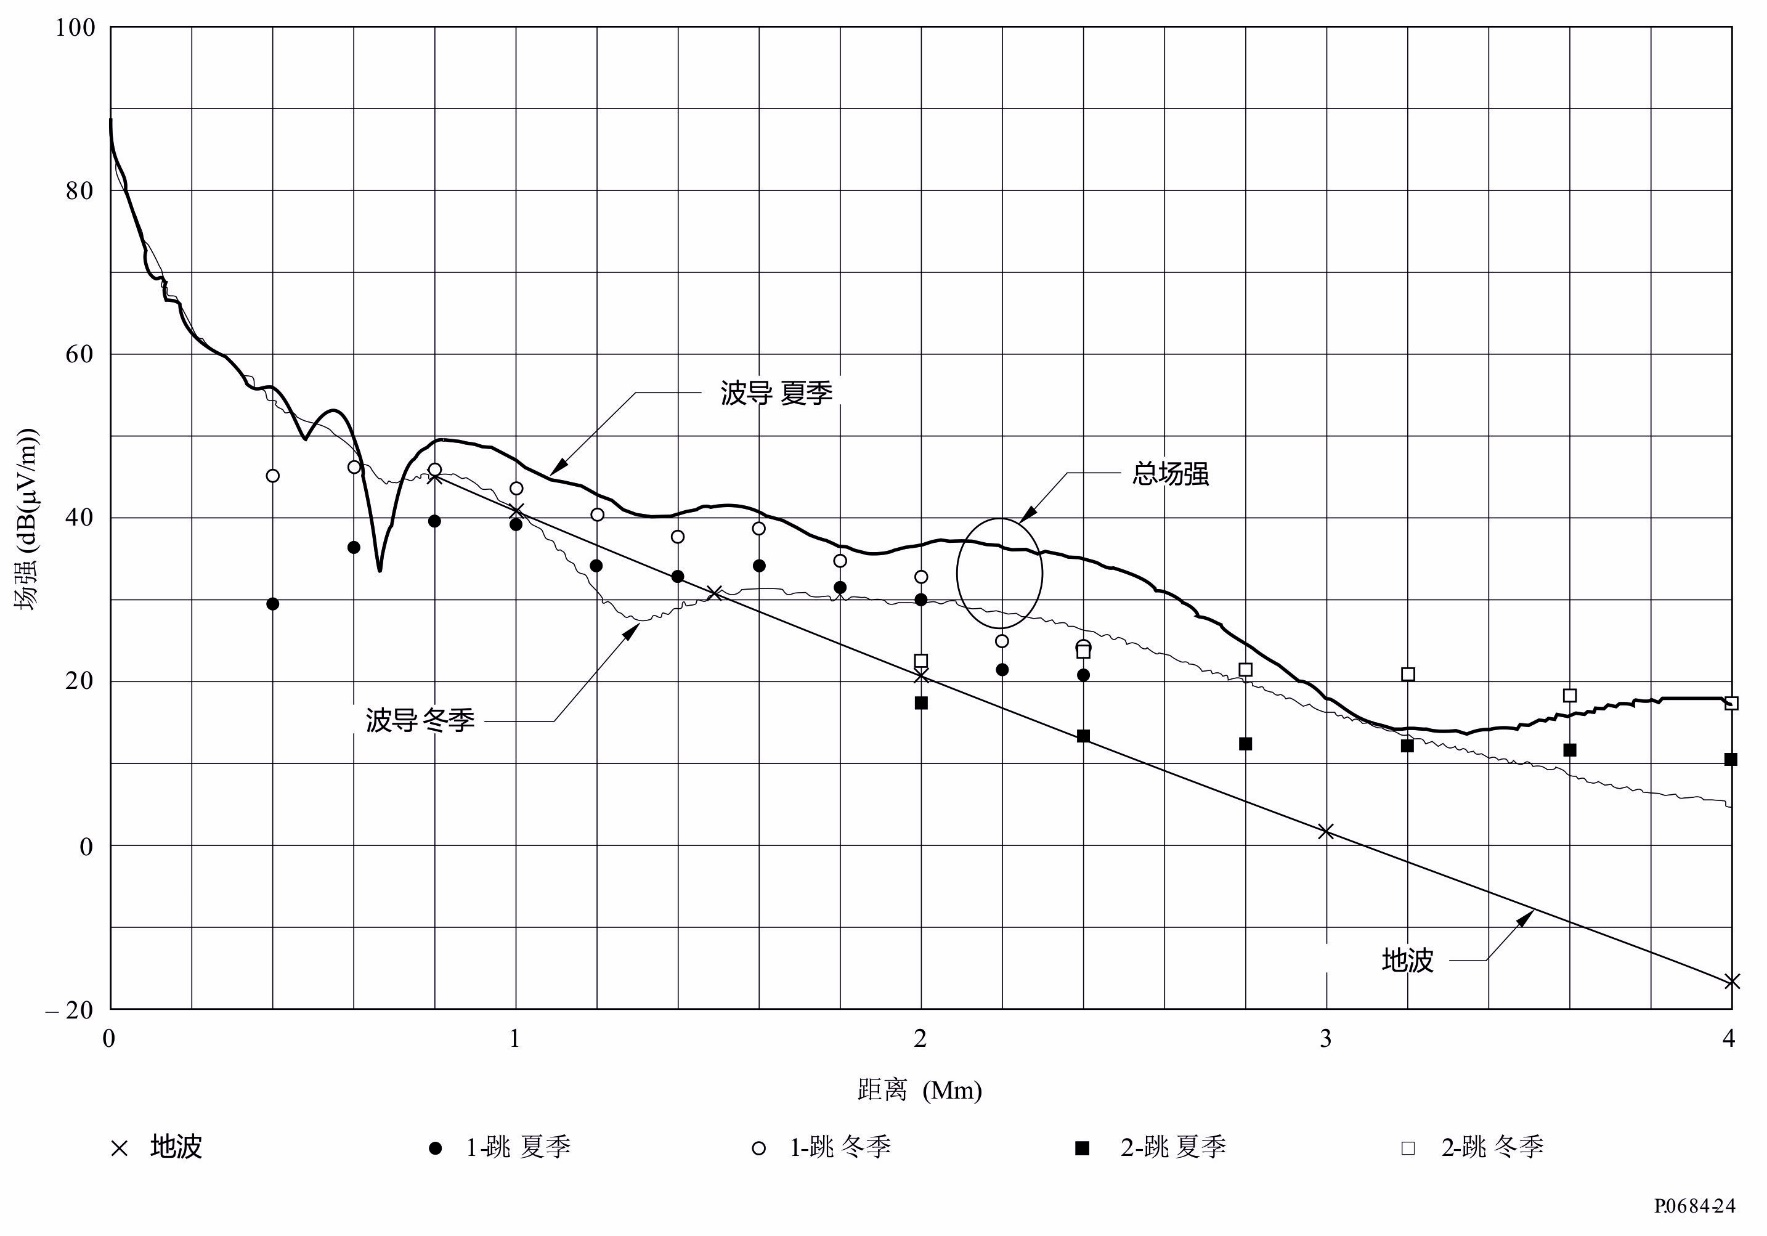 100
80
60
40
20
0
– 20
场强 (dB(μV/m))
波导 夏季
总场强
波导 冬季
地波
0 1 2 3 4
距离 (Mm)
× 地波 ● 1-跳 夏季 ○ 1-跳 冬季 ■ 2-跳 夏季 □ 2-跳 冬季
P.0684-24